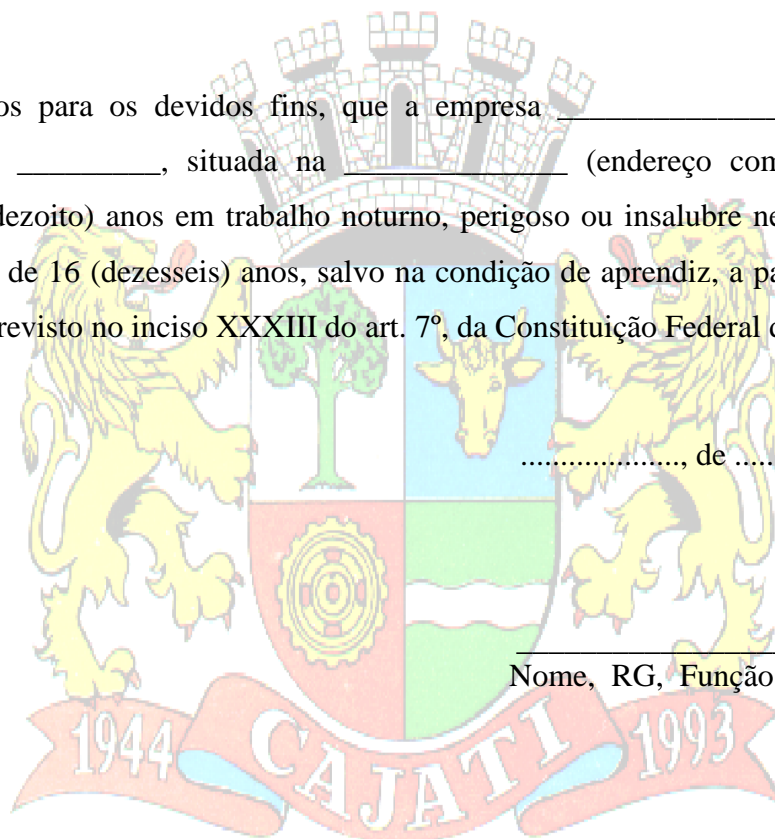 os para os devidos fins, que a empresa ______________
_________, situada na ______________ (endereço com
dezoito) anos em trabalho noturno, perigoso ou insalubre ne
de 16 (dezesseis) anos, salvo na condição de aprendiz, a pa
revisto no inciso XXXIII do art. 7º, da Constituição Federal d
...................., de .....
________________
Nome, RG, Função
1944 CAJATI 1993